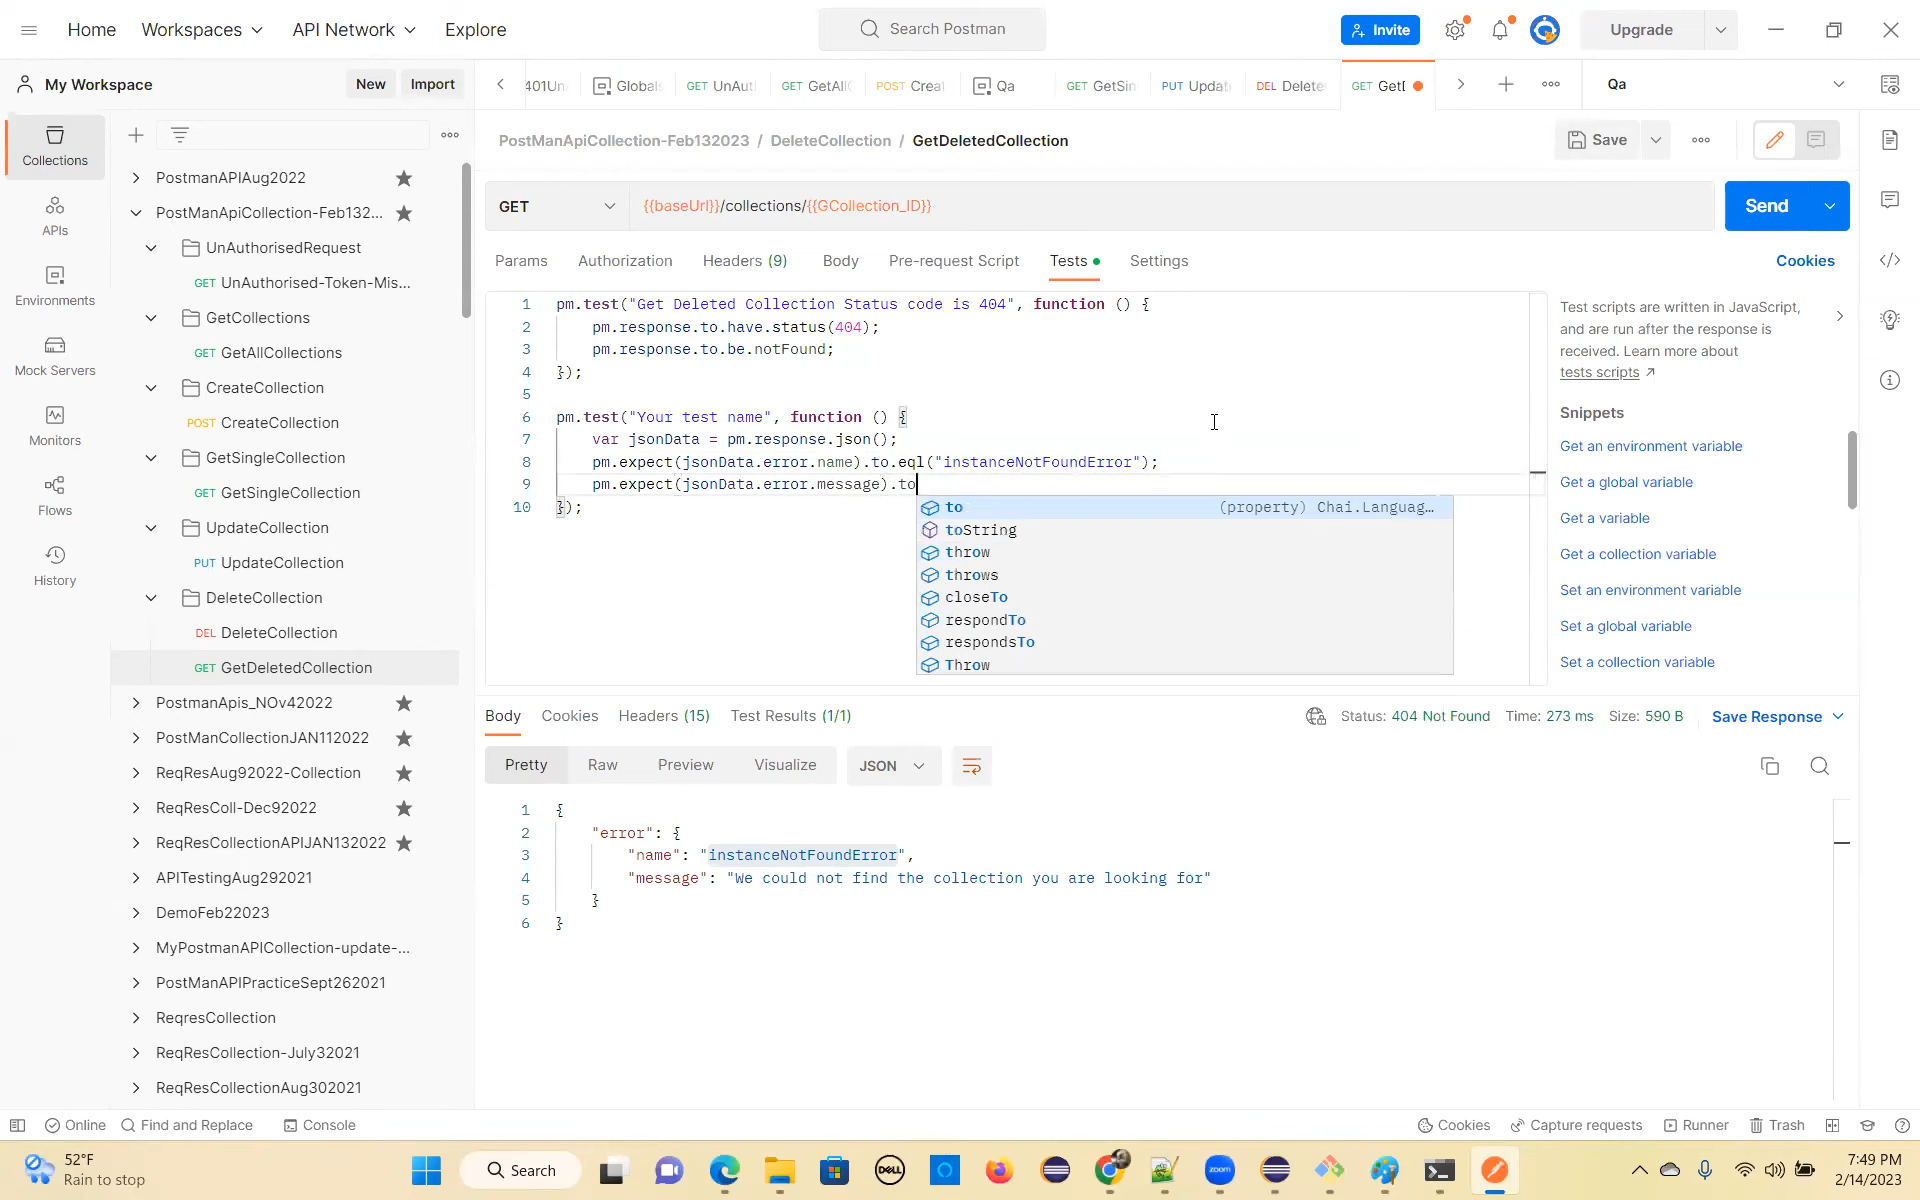 Home
Workspaces
API Network
Explore
Search Postman
Invite
Upgrade
My Workspace
New
Import
401Un
Globals
GET UnAut
GET GetAllC
POST Creat
Qa
GET GetSin
PUT Updat
DEL Delete
GET GetD
Qa
PostManApiCollection-Feb132023 / DeleteCollection / GetDeletedCollection
Save
GET
{{baseUrl}}/collections/{{GCollection_ID}}
Send
Params
Authorization
Headers (9)
Body
Pre-request Script
Tests
Settings
Cookies
Collections
APIs
Environments
Mock Servers
Monitors
Flows
History
PostmanAPIAug2022
PostManApiCollection-Feb132...
UnAuthorisedRequest
GET UnAuthorised-Token-Mis...
GetCollections
GET GetAllCollections
CreateCollection
POST CreateCollection
GetSingleCollection
GET GetSingleCollection
UpdateCollection
PUT UpdateCollection
DeleteCollection
DEL DeleteCollection
GET GetDeletedCollection
PostmanApis_NOv42022
PostManCollectionJAN112022
ReqResAug92022-Collection
ReqResColl-Dec92022
ReqResCollectionAPIJAN132022
APITestingAug292021
DemoFeb22023
MyPostmanAPICollection-update-...
PostManAPIPracticeSept262021
ReqresCollection
ReqResCollection-July32021
ReqResCollectionAug302021
1 pm.test("Get Deleted Collection Status code is 404", function () {
2 pm.response.to.have.status(404);
3 pm.response.to.be.notFound;
4 });
5
6 pm.test("Your test name", function () {
7 var jsonData = pm.response.json();
8 pm.expect(jsonData.error.name).to.eql("instanceNotFoundError");
9 pm.expect(jsonData.error.message).to
10 });
to (property) Chai.Languag…
toString
throw
throws
closeTo
respondTo
respondsTo
Throw
Test scripts are written in JavaScript,
and are run after the response is
received. Learn more about
tests scripts ↗
Snippets
Get an environment variable
Get a global variable
Get a variable
Get a collection variable
Set an environment variable
Set a global variable
Set a collection variable
Body
Cookies
Headers (15)
Test Results (1/1)
Status: 404 Not Found
Time: 273 ms
Size: 590 B
Save Response
Pretty
Raw
Preview
Visualize
JSON
1 {
2 "error": {
3 "name": "instanceNotFoundError",
4 "message": "We could not find the collection you are looking for"
5 }
6 }
Online
Find and Replace
Console
Cookies
Capture requests
Runner
Trash
52°F
Rain to stop
Search
DELL
zoom
7:49 PM
2/14/2023